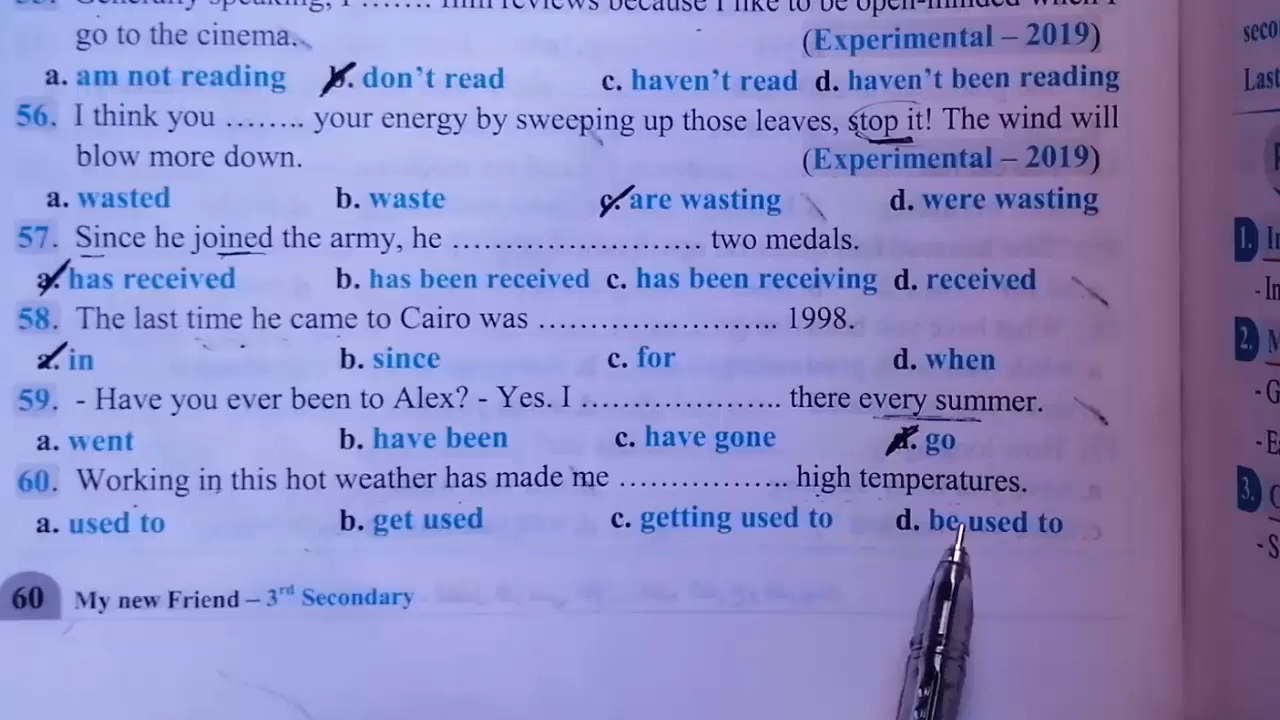 go to the cinema. (Experimental – 2019)
a. am not reading b. don't read c. haven't read d. haven't been reading
56. I think you ........ your energy by sweeping up those leaves, stop it! The wind will
blow more down. (Experimental – 2019)
a. wasted b. waste c. are wasting d. were wasting
57. Since he joined the army, he ........................ two medals.
a. has received b. has been received c. has been receiving d. received
58. The last time he came to Cairo was ........................ 1998.
a. in b. since c. for d. when
59. - Have you ever been to Alex? - Yes. I .................... there every summer.
a. went b. have been c. have gone d. go
60. Working in this hot weather has made me ................. high temperatures.
a. used to b. get used c. getting used to d. be used to
60 My new Friend – 3rd Secondary
seco
Last
1.
2.
3.